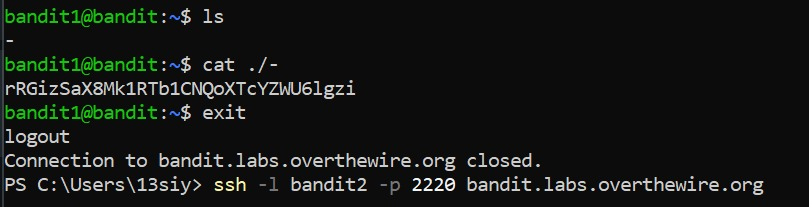 bandit1@bandit:~$ ls
-
bandit1@bandit:~$ cat ./-
rRGizSaX8Mk1RTb1CNQoXTcYZWU6lgzi
bandit1@bandit:~$ exit
logout
Connection to bandit.labs.overthewire.org closed.
PS C:\Users\13siy> ssh -l bandit2 -p 2220 bandit.labs.overthewire.org